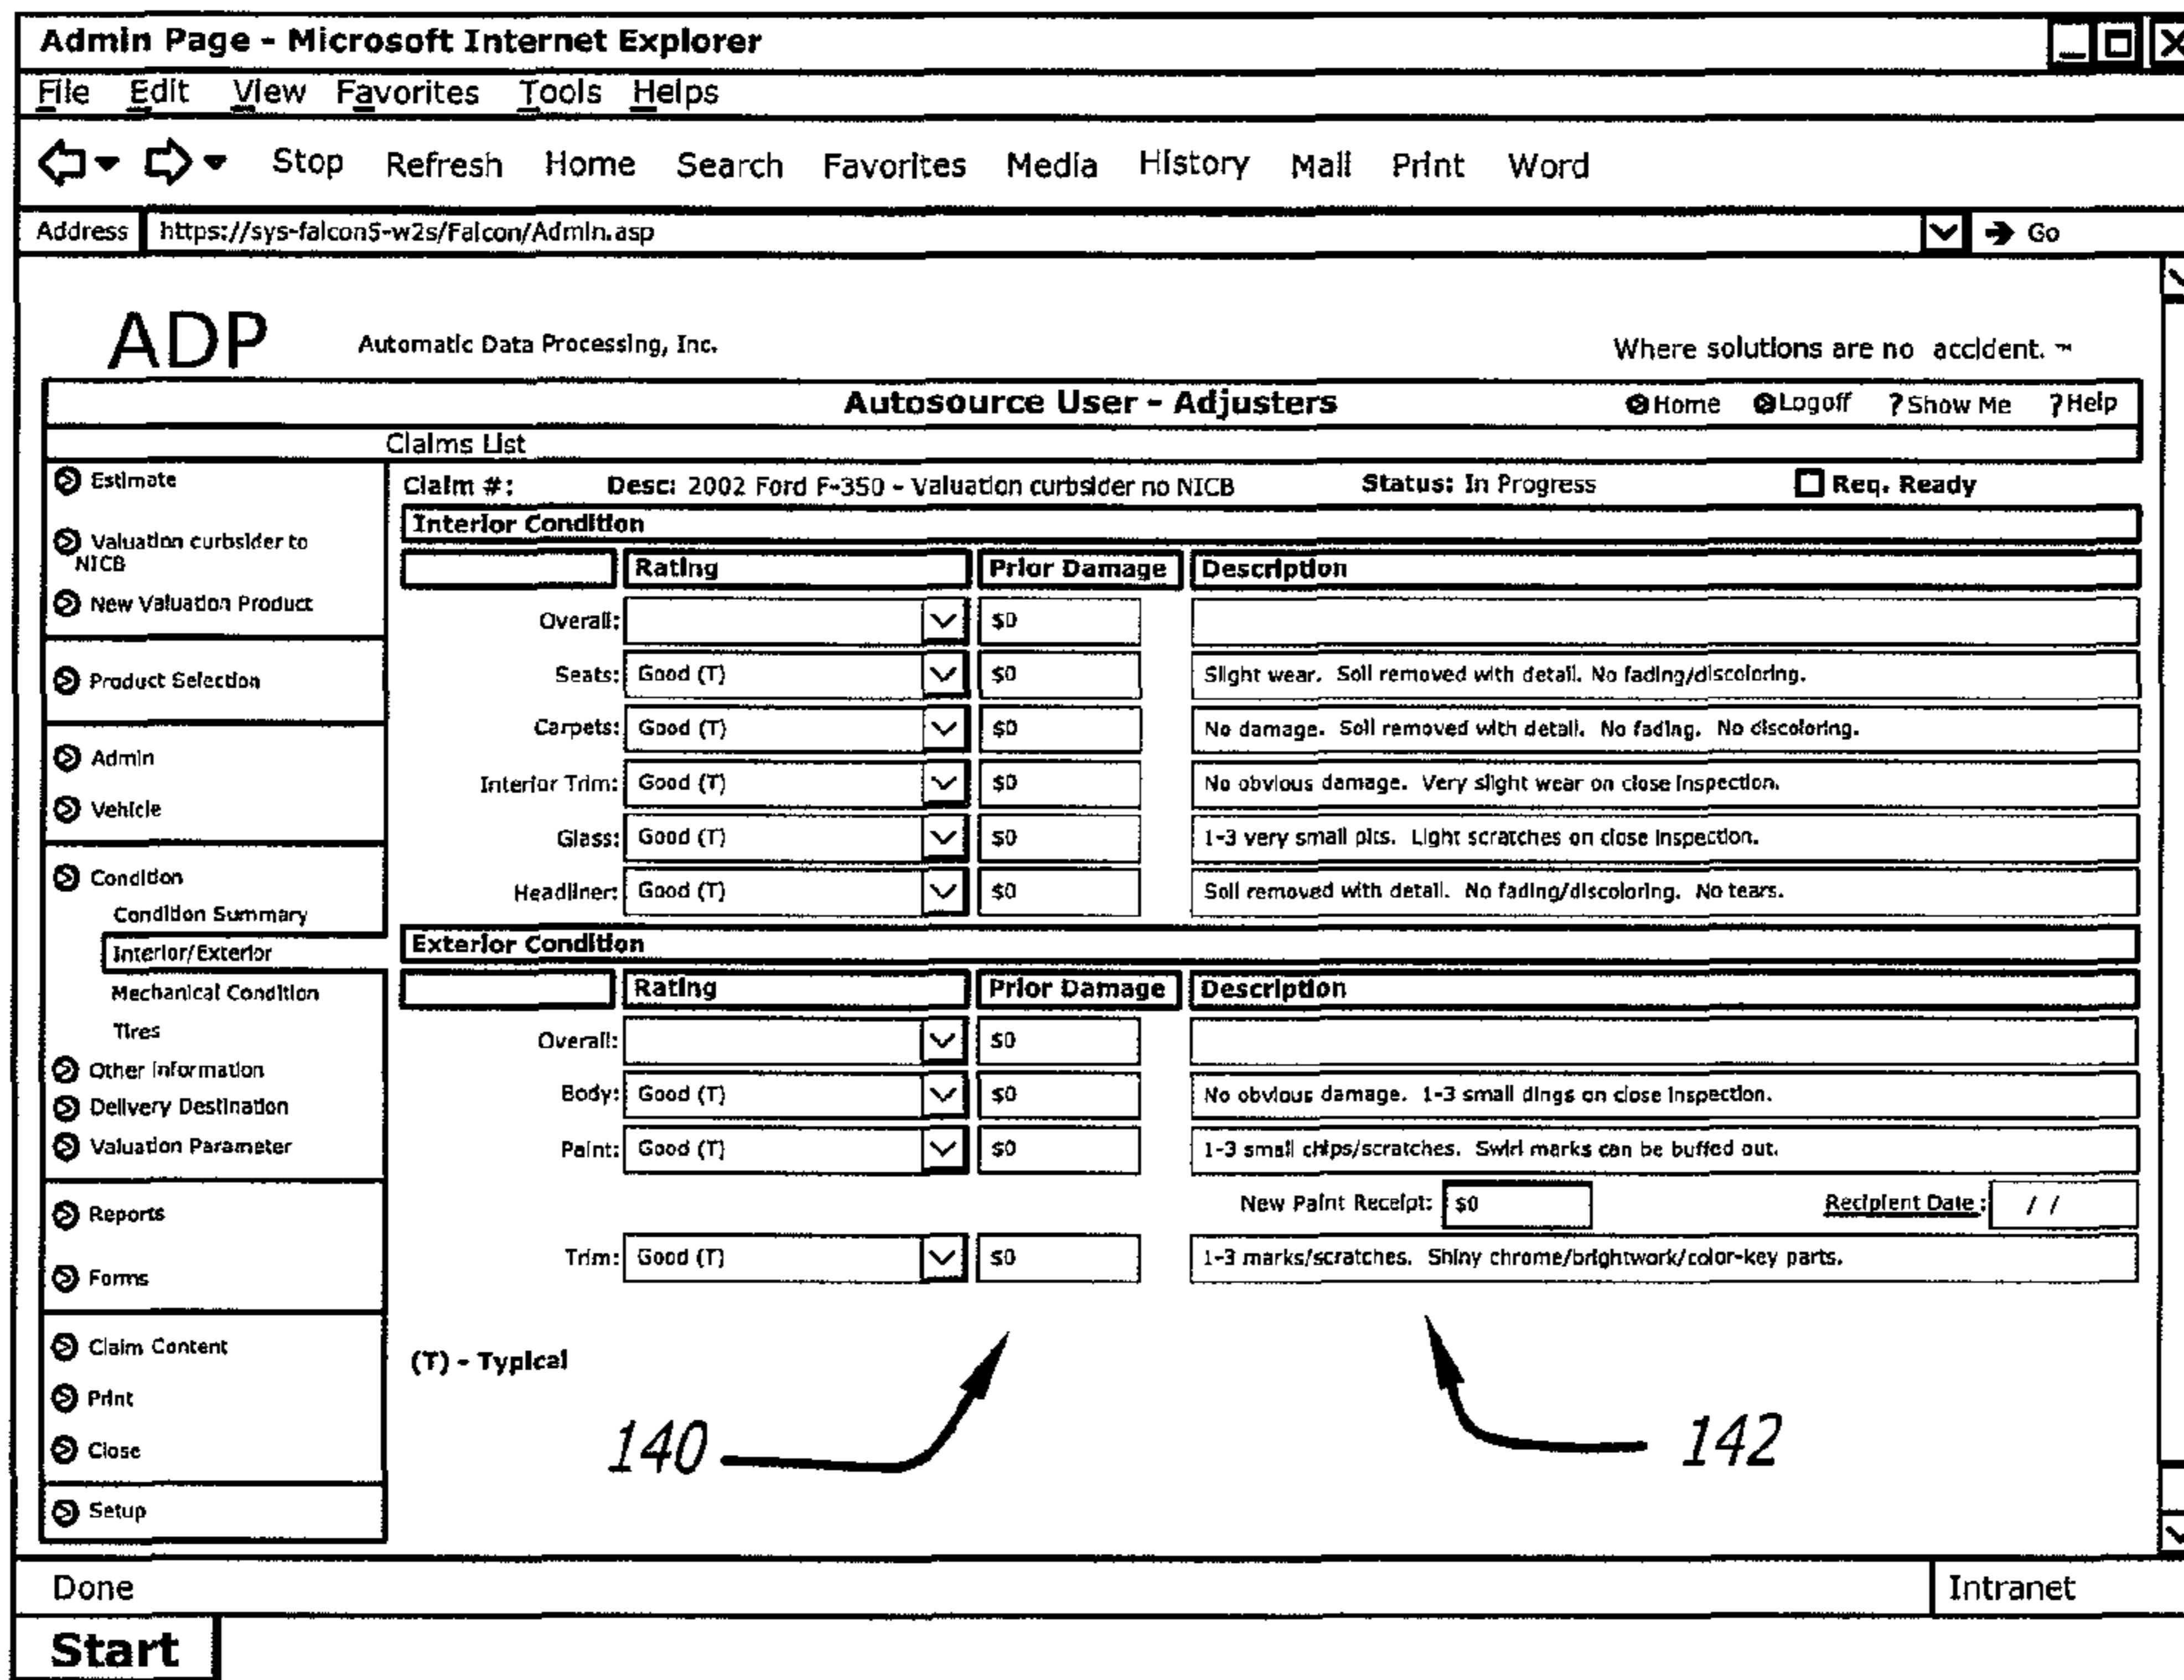 Admin Page - Microsoft Internet Explorer
File Edit View Favorites Tools Helps
Stop Refresh Home Search Favorites Media History Mail Print Word
Address https://sys-falcon5-w2s/Falcon/Admin.asp Go
ADP Automatic Data Processing, Inc. Where solutions are no accident. ™
Autosource User - Adjusters Home Logoff ? Show Me ? Help
Claims List
Estimate
Valuation curbsider to
NICB
New Valuation Product
Product Selection
Admin
Vehicle
Condition
Condition Summary
Interior/Exterior
Mechanical Condition
Tires
Other Information
Delivery Destination
Valuation Parameter
Reports
Forms
Claim Content
Print
Close
Setup
Claim #: Desc: 2002 Ford F-350 - Valuation curbsider no NICB Status: In Progress Req. Ready
Interior Condition
Rating Prior Damage Description
Overall: $0
Seats: Good (T) $0 Slight wear. Soil removed with detail. No fading/discoloring.
Carpets: Good (T) $0 No damage. Soil removed with detail. No fading. No discoloring.
Interior Trim: Good (T) $0 No obvious damage. Very slight wear on close inspection.
Glass: Good (T) $0 1-3 very small pits. Light scratches on close inspection.
Headliner: Good (T) $0 Soil removed with detail. No fading/discoloring. No tears.
Exterior Condition
Rating Prior Damage Description
Overall: $0
Body: Good (T) $0 No obvious damage. 1-3 small dings on close inspection.
Paint: Good (T) $0 1-3 small chips/scratches. Swirl marks can be buffed out.
New Paint Receipt: $0 Recipient Date: / /
Trim: Good (T) $0 1-3 marks/scratches. Shiny chrome/brightwork/color-key parts.
(T) - Typical
140 142
Done Intranet
Start